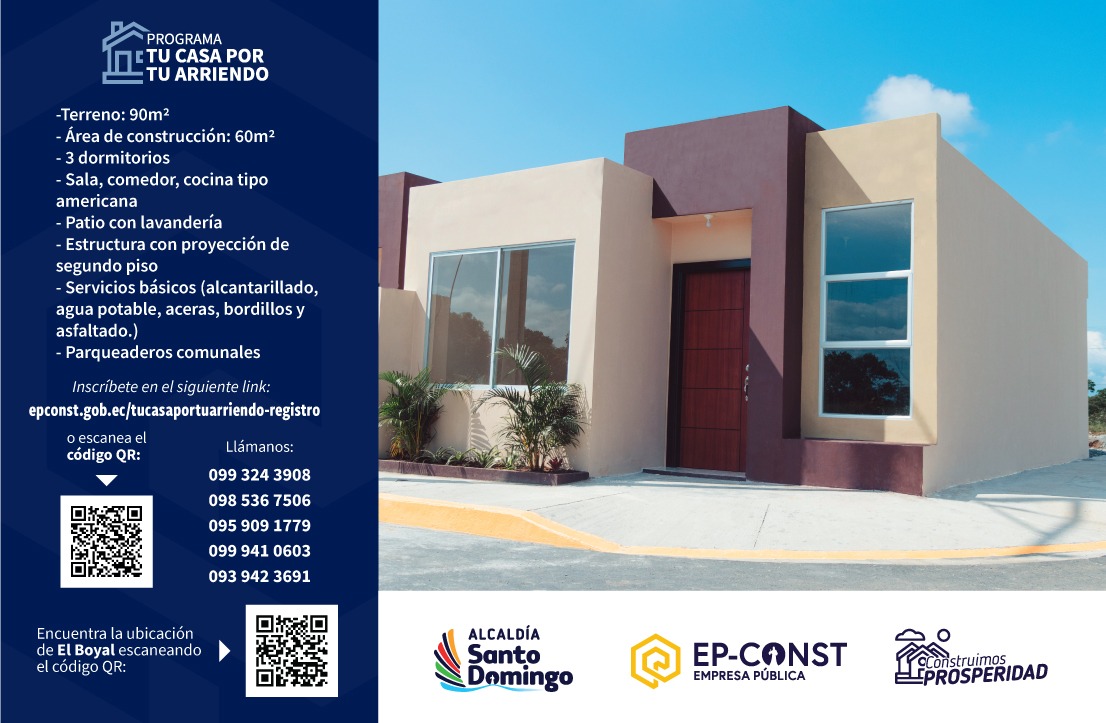 PROGRAMA
TU CASA POR
TU ARRIENDO
-Terreno: 90m²
- Área de construcción: 60m²
- 3 dormitorios
- Sala, comedor, cocina tipo
americana
- Patio con lavandería
- Estructura con proyección de
segundo piso
- Servicios básicos (alcantarillado,
agua potable, aceras, bordillos y
asfaltado.)
- Parqueaderos comunales
Inscríbete en el siguiente link:
epconst.gob.ec/tucasaportuarriendo-registro
o escanea el
código QR:
Llámanos:
099 324 3908
098 536 7506
095 909 1779
099 941 0603
093 942 3691
Encuentra la ubicación
de El Boyal escaneando
el código QR:
ALCALDÍA
Santo
Domingo
EP-CONST
EMPRESA PÚBLICA
Construimos
PROSPERIDAD